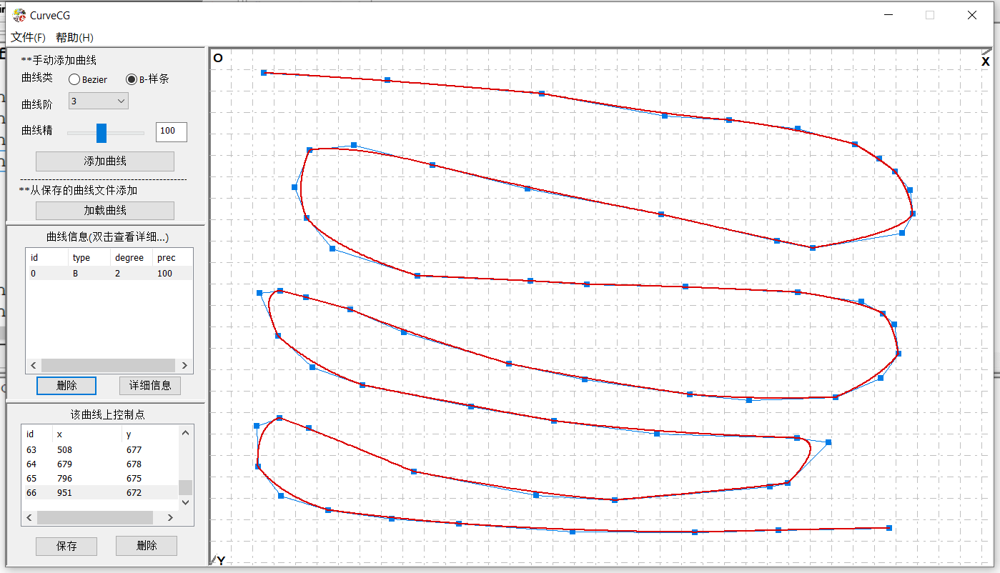 CurveCG
文件(F) 帮助(H)
**手动添加曲线
曲线类 Bezier B-样条
曲线阶 3
曲线精 100
添加曲线
**从保存的曲线文件添加
加载曲线
曲线信息(双击查看详细...)
id type degree prec
0 B 2 100
删除 详细信息
该曲线上控制点
id x y
63 508 677
64 679 678
65 796 675
66 951 672
保存 删除
O
X
Y